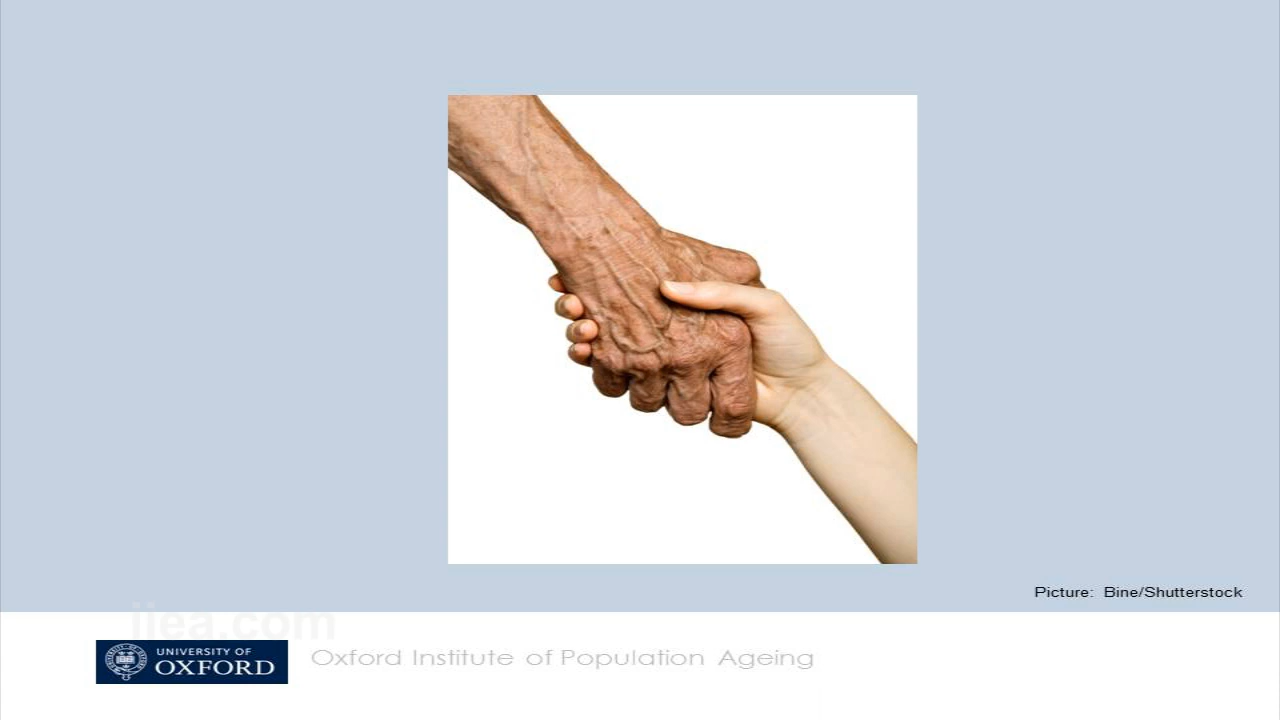 Picture: Bine/Shutterstock
iiea.com
UNIVERSITY OF
OXFORD
Oxford Institute of Population Ageing